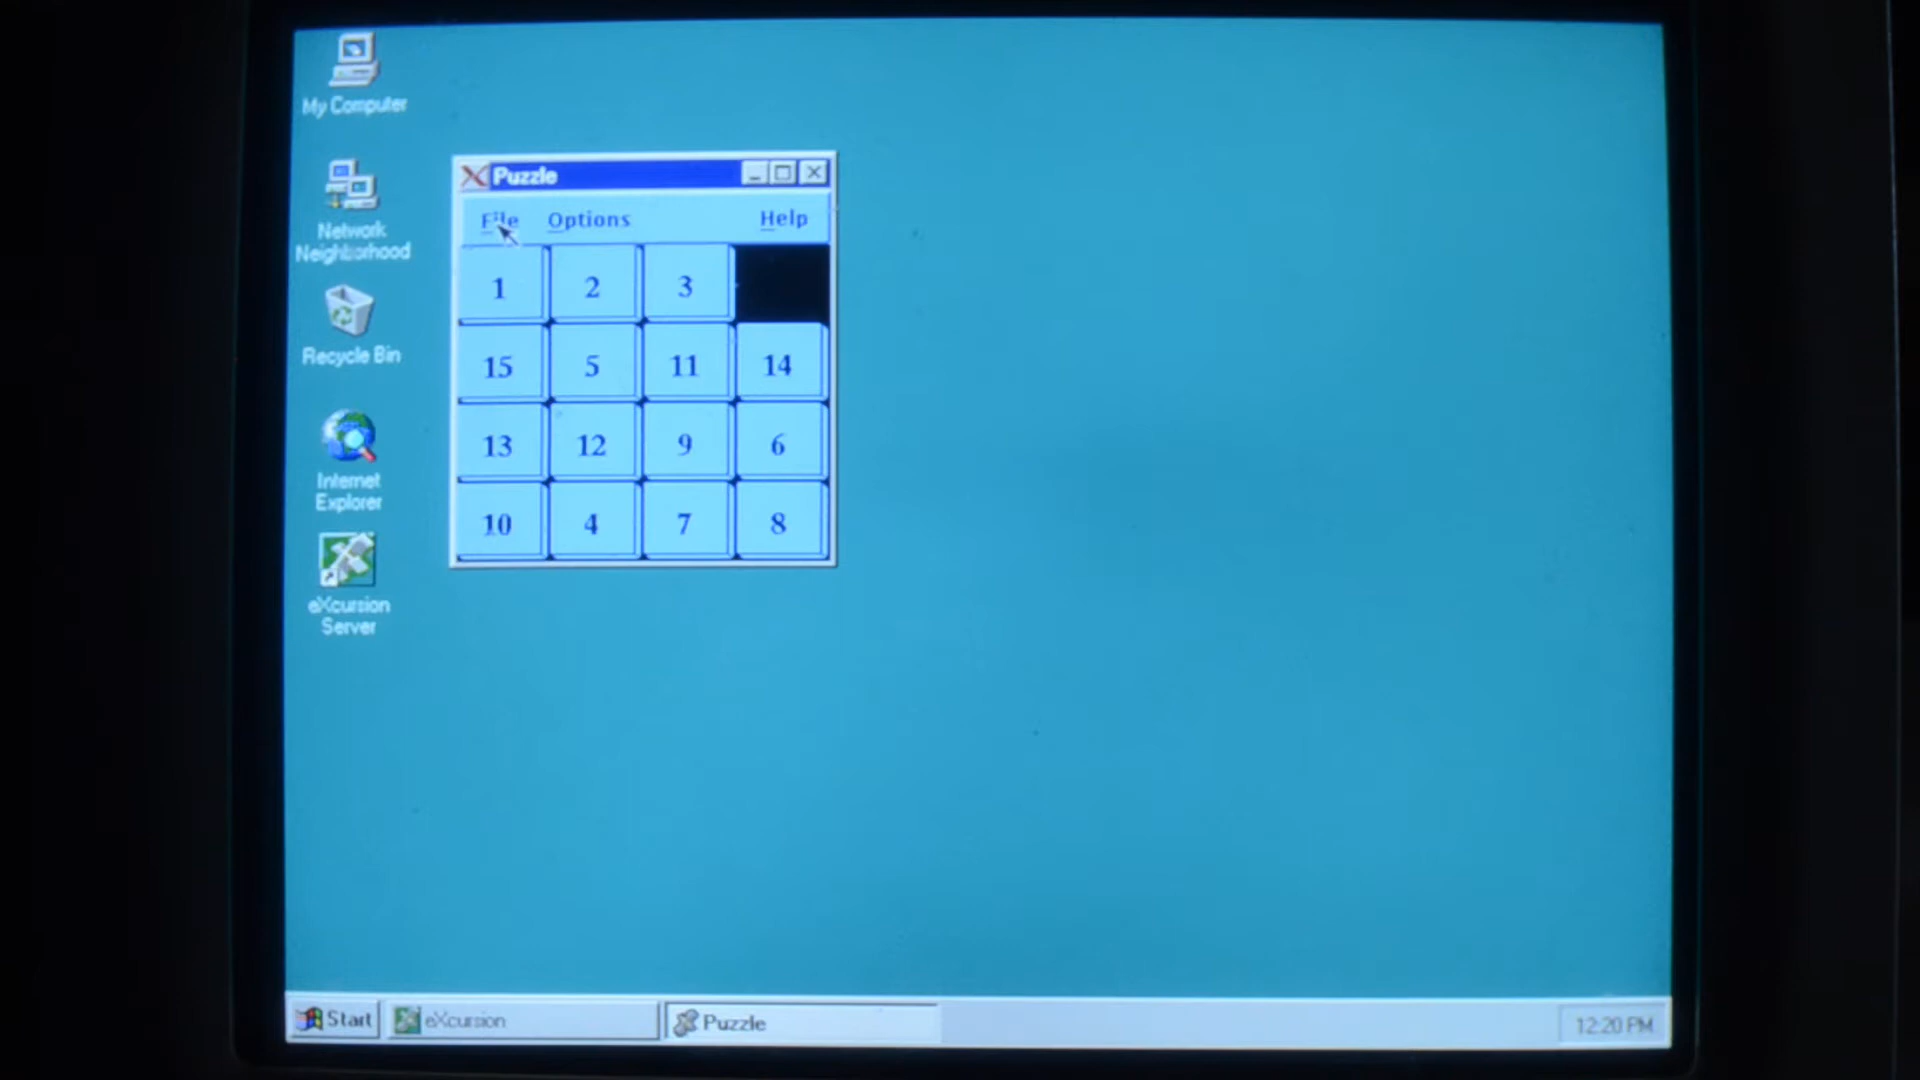 My Computer
Network
Neighborhood
Recycle Bin
Internet
Explorer
eXcursion
Server
Puzzle
File Options Help
1 2 3
15 5 11 14
13 12 9 6
10 4 7 8
Start eXcursion Puzzle 12:20 PM